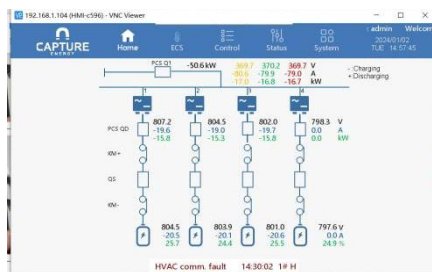 192.168.1.104 (HMI-c596) - VNC Viewer
CAPTURE
ENERGY
Home ECS Control Status System
: admin Welcom
2024/01/02
TUE 14:57:45
PCS Q1 -50.6 kW 369.7 370.2 369.7 V
-80.6 -79.9 -79.0 A
-17.0 -16.8 -16.7 kW
- : Charging
+ : Discharging
1 2 3 4
PCS QD 807.2 804.5 802.0 798.3 V
-19.6 -19.0 -19.7 0.0 A
-15.8 -15.3 -15.8 0.0 kW
KM+
QS
KM-
804.5 803.9 801.0 797.6 V
-20.5 -20.1 -20.6 0.0 A
25.7 24.4 25.5 24.9 %
HVAC comm. fault 14:30:02 1# H